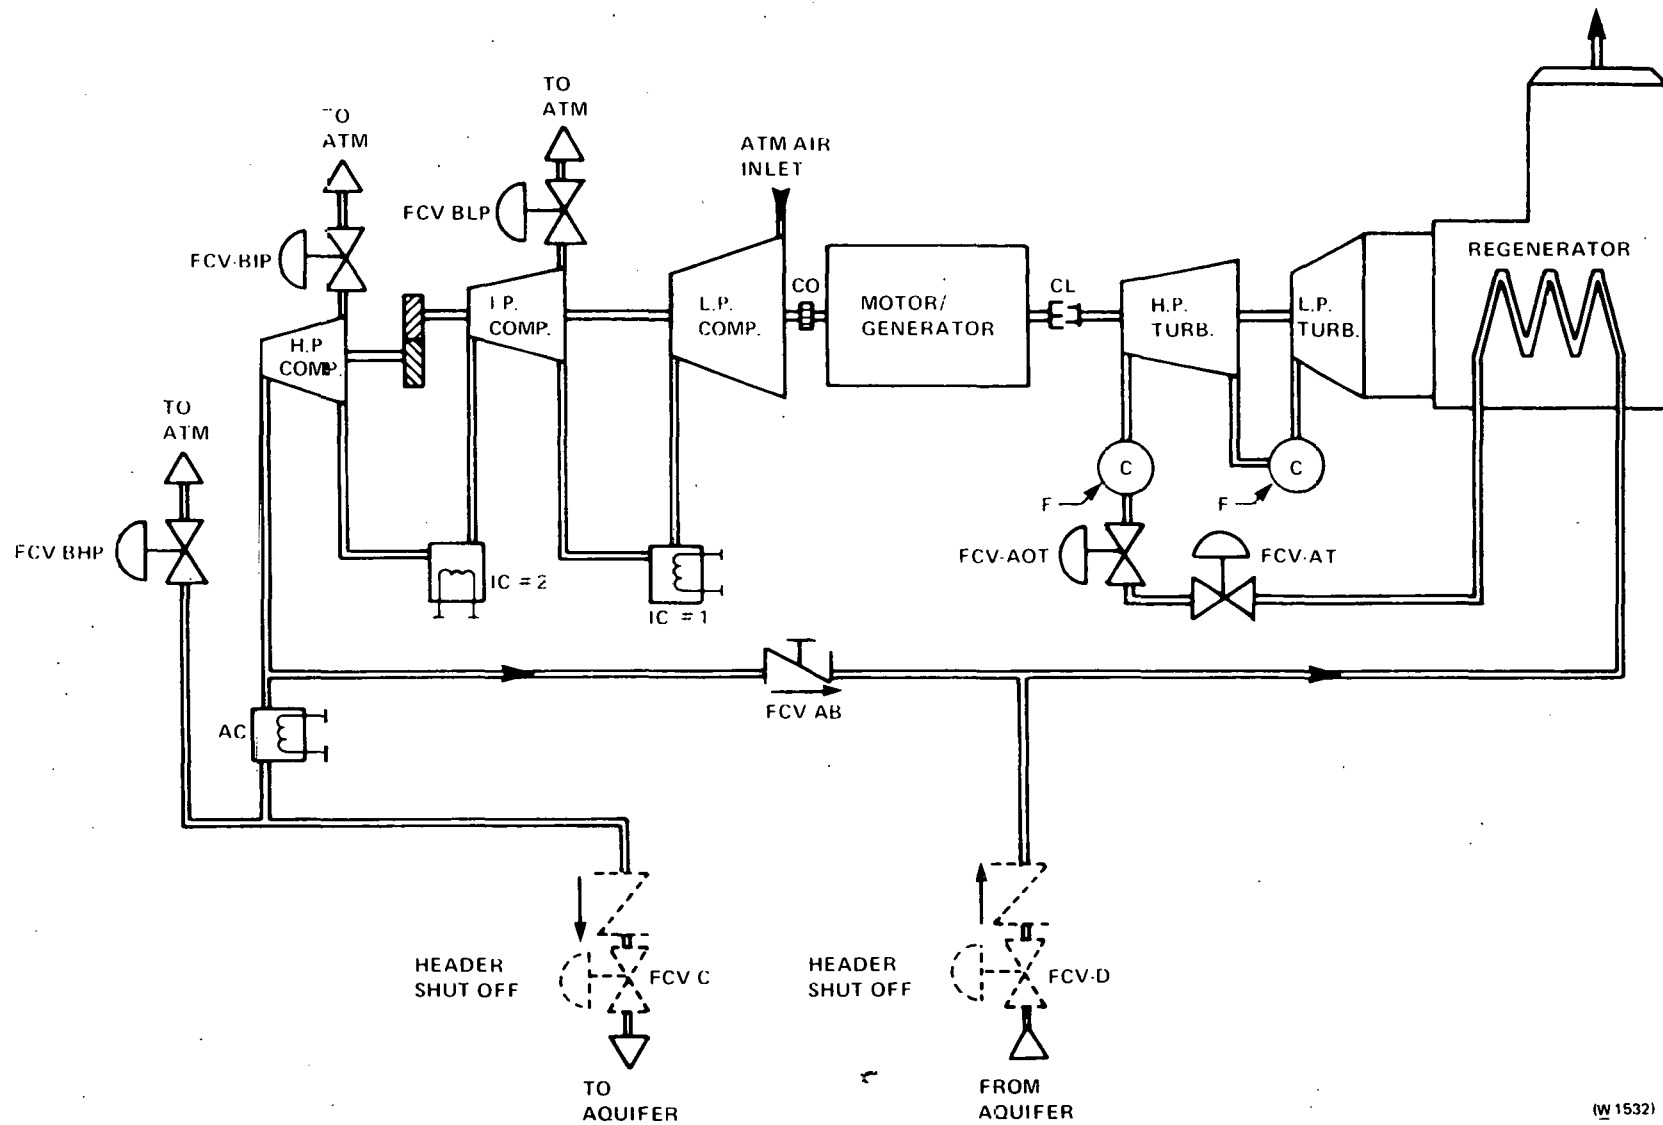 TO
ATM
TO
ATM
ATM AIR
INLET
FCV BLP
FCV-BIP
REGENERATOR
CO
CL
I.P.
COMP.
L.P.
COMP.
MOTOR/
GENERATOR
H.P.
TURB.
L.P.
TURB.
H.P
COMP.
TO
ATM
C
C
F
F
FCV BHP
FCV-AOT
FCV-AT
IC = 2
IC = 1
FCV AB
AC
HEADER
SHUT OFF
FCV C
HEADER
SHUT OFF
FCV-D
TO
AQUIFER
FROM
AQUIFER
(W 1532)